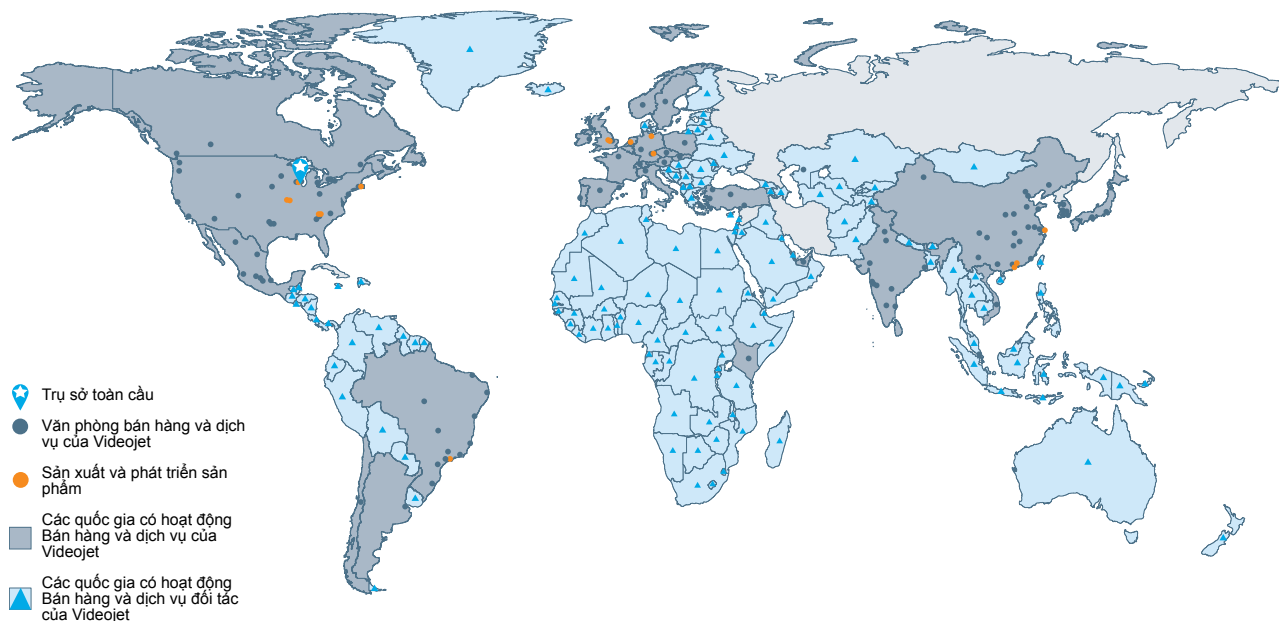 Trụ sở toàn cầu
Văn phòng bán hàng và dịch
vụ của Videojet
Sản xuất và phát triển sản
phẩm
Các quốc gia có hoạt động
Bán hàng và dịch vụ của
Videojet
Các quốc gia có hoạt động
Bán hàng và dịch vụ đối tác
của Videojet